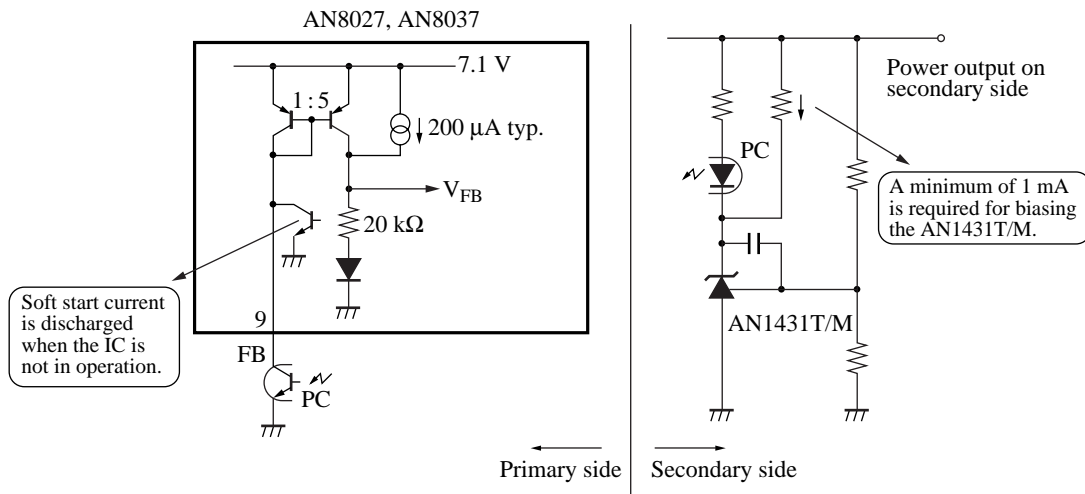 AN8027, AN8037
7.1 V
1 : 5
200 µA typ.
V_FB
20 kΩ
Soft start current
is discharged
when the IC is
not in operation.
9
FB
PC
Primary side
Secondary side
Power output on
secondary side
PC
A minimum of 1 mA
is required for biasing
the AN1431T/M.
AN1431T/M